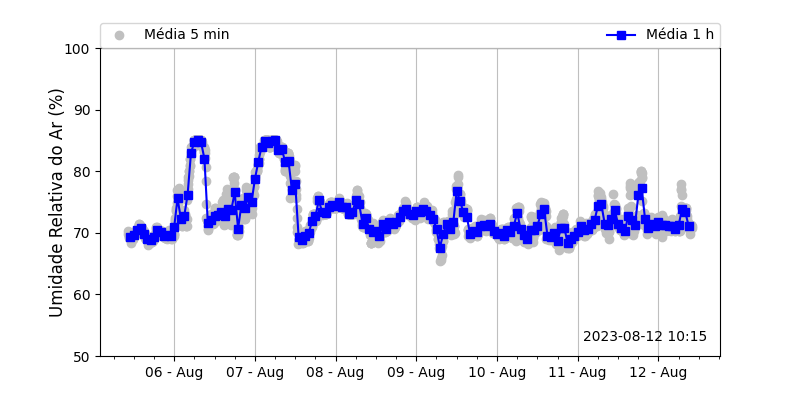 Média 5 min
Média 1 h
Umidade Relativa do Ar (%)
100
90
80
70
60
50
2023-08-12 10:15
06 - Aug
07 - Aug
08 - Aug
09 - Aug
10 - Aug
11 - Aug
12 - Aug